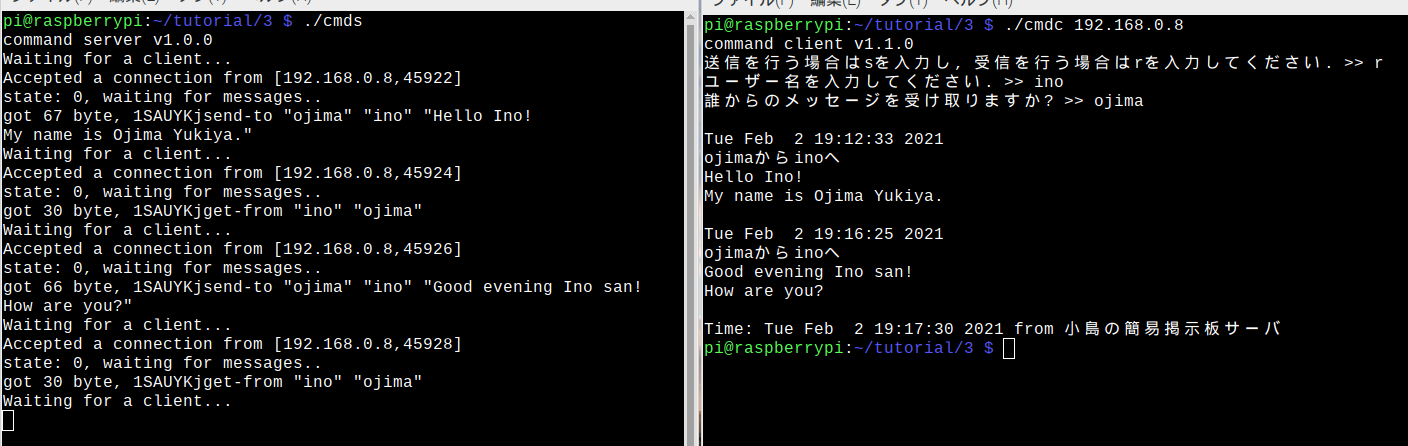 pi@raspberrypi:~/tutorial/3 $ ./cmds
command server v1.0.0
Waiting for a client...
Accepted a connection from [192.168.0.8,45922]
state: 0, waiting for messages..
got 67 byte, 1SAUYKjsend-to "ojima" "ino" "Hello Ino!
My name is Ojima Yukiya."
Waiting for a client...
Accepted a connection from [192.168.0.8,45924]
state: 0, waiting for messages..
got 30 byte, 1SAUYKjget-from "ino" "ojima"
Waiting for a client...
Accepted a connection from [192.168.0.8,45926]
state: 0, waiting for messages..
got 66 byte, 1SAUYKjsend-to "ojima" "ino" "Good evening Ino san!
How are you?"
Waiting for a client...
Accepted a connection from [192.168.0.8,45928]
state: 0, waiting for messages..
got 30 byte, 1SAUYKjget-from "ino" "ojima"
Waiting for a client...
pi@raspberrypi:~/tutorial/3 $ ./cmdc 192.168.0.8
command client v1.1.0
送信を行う場合はsを入力し, 受信を行う場合はrを入力してください. >> r
ユーザー名を入力してください. >> ino
誰からのメッセージを受け取りますか? >> ojima
Tue Feb  2 19:12:33 2021
ojimaからinoへ
Hello Ino!
My name is Ojima Yukiya.
Tue Feb  2 19:16:25 2021
ojimaからinoへ
Good evening Ino san!
How are you?
Time: Tue Feb  2 19:17:30 2021 from 小島の簡易掲示板サーバ
pi@raspberrypi:~/tutorial/3 $